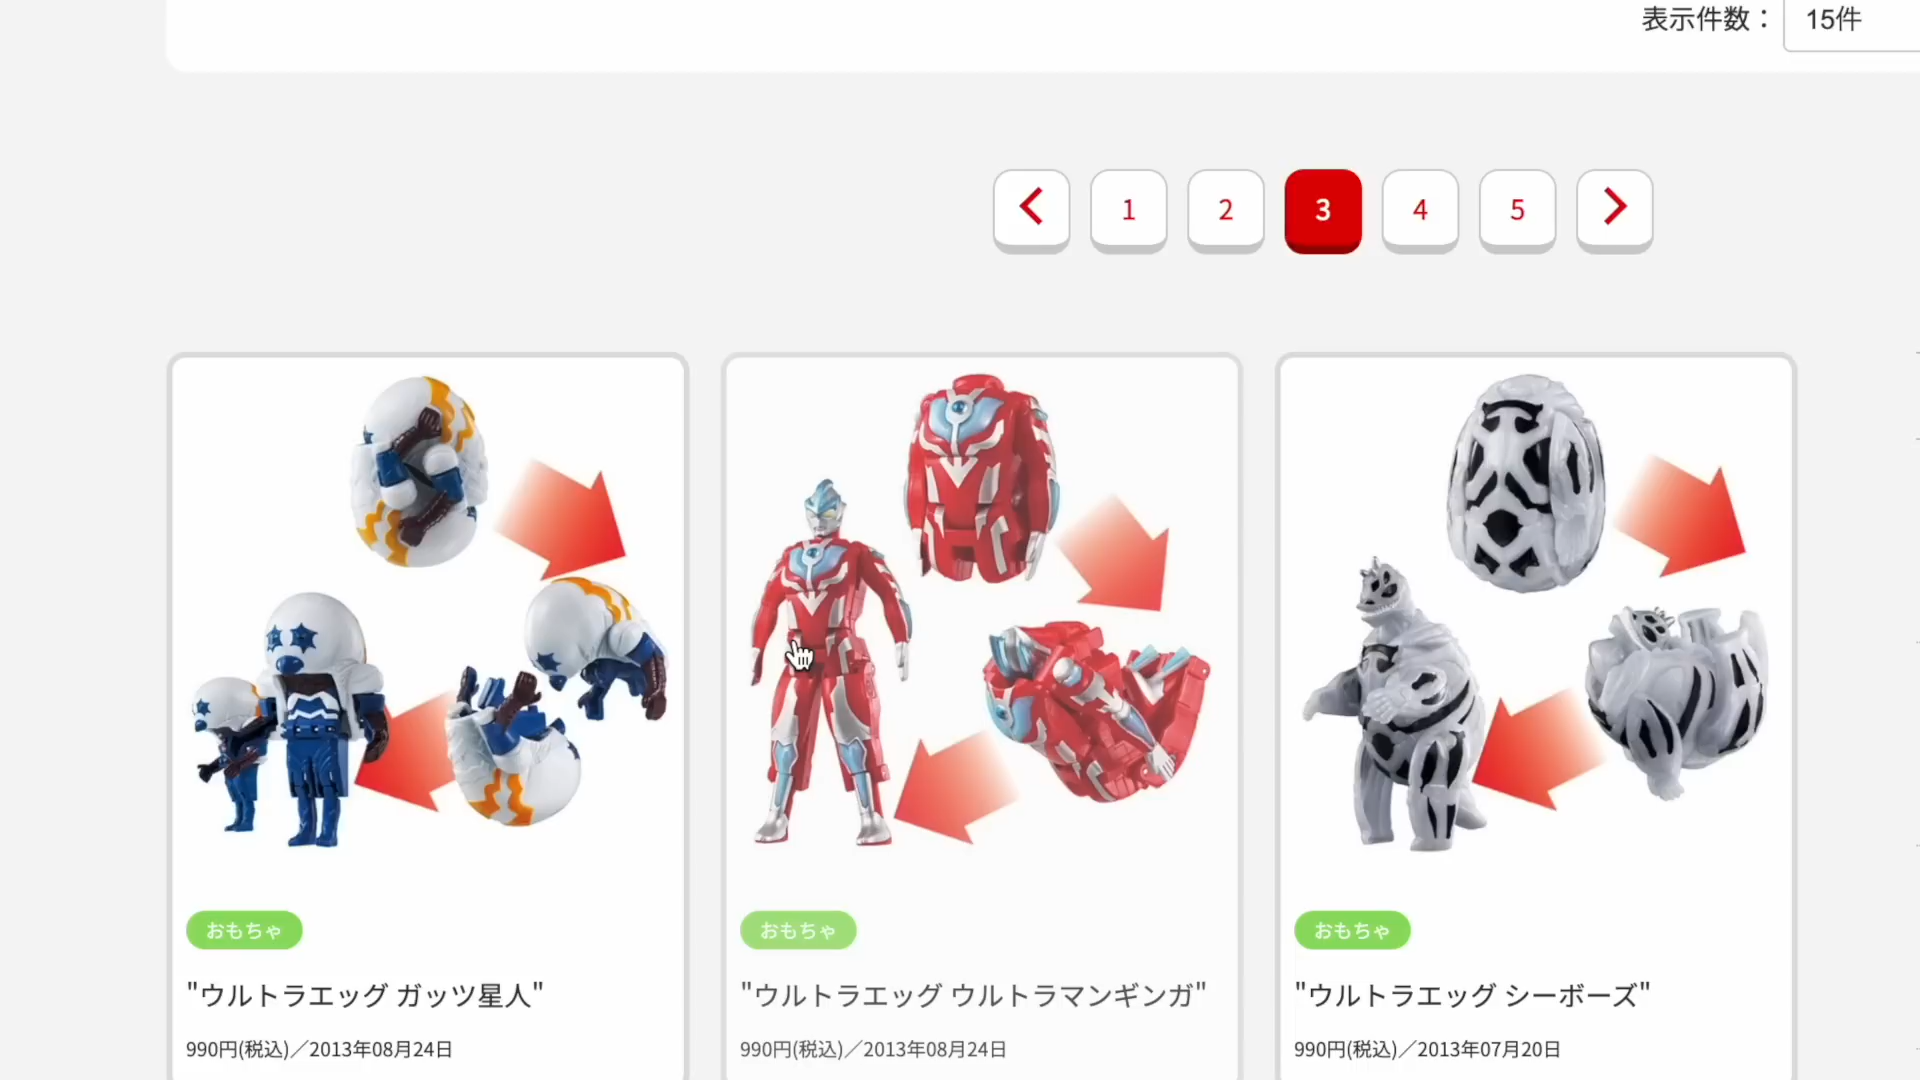 表示件数： 15件
1 2 3 4 5
おもちゃ
"ウルトラエッグ ガッツ星人"
990円(税込)／2013年08月24日
おもちゃ
"ウルトラエッグ ウルトラマンギンガ"
990円(税込)／2013年08月24日
おもちゃ
"ウルトラエッグ シーボーズ"
990円(税込)／2013年07月20日